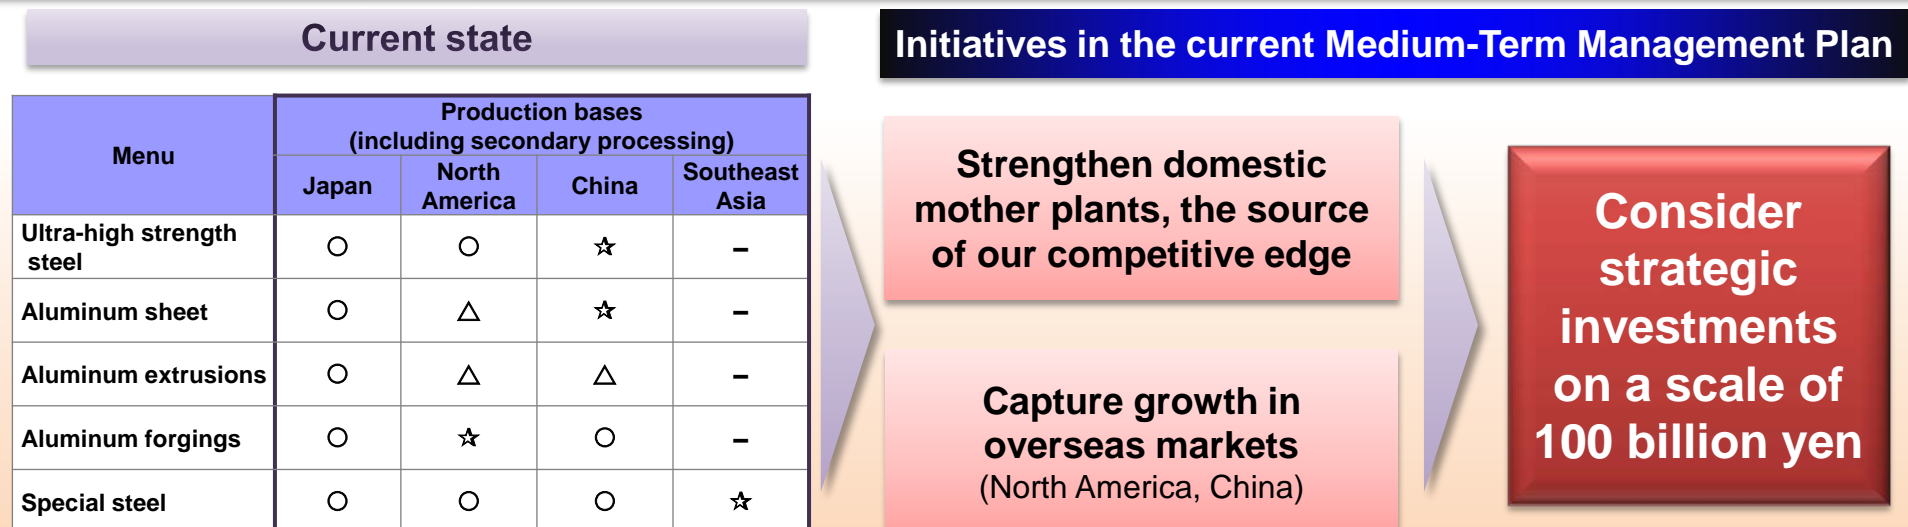 Current state
Initiatives in the current Medium-Term Management Plan
Menu
Production bases
(including secondary processing)
Japan
North
America
China
Southeast
Asia
Ultra-high strength
steel
○ ○ ☆ –
Aluminum sheet ○ △ ☆ –
Aluminum extrusions ○ △ △ –
Aluminum forgings ○ ☆ ○ –
Special steel ○ ○ ○ ☆
Strengthen domestic
mother plants, the source
of our competitive edge
Capture growth in
overseas markets
(North America, China)
Consider
strategic
investments
on a scale of
100 billion yen